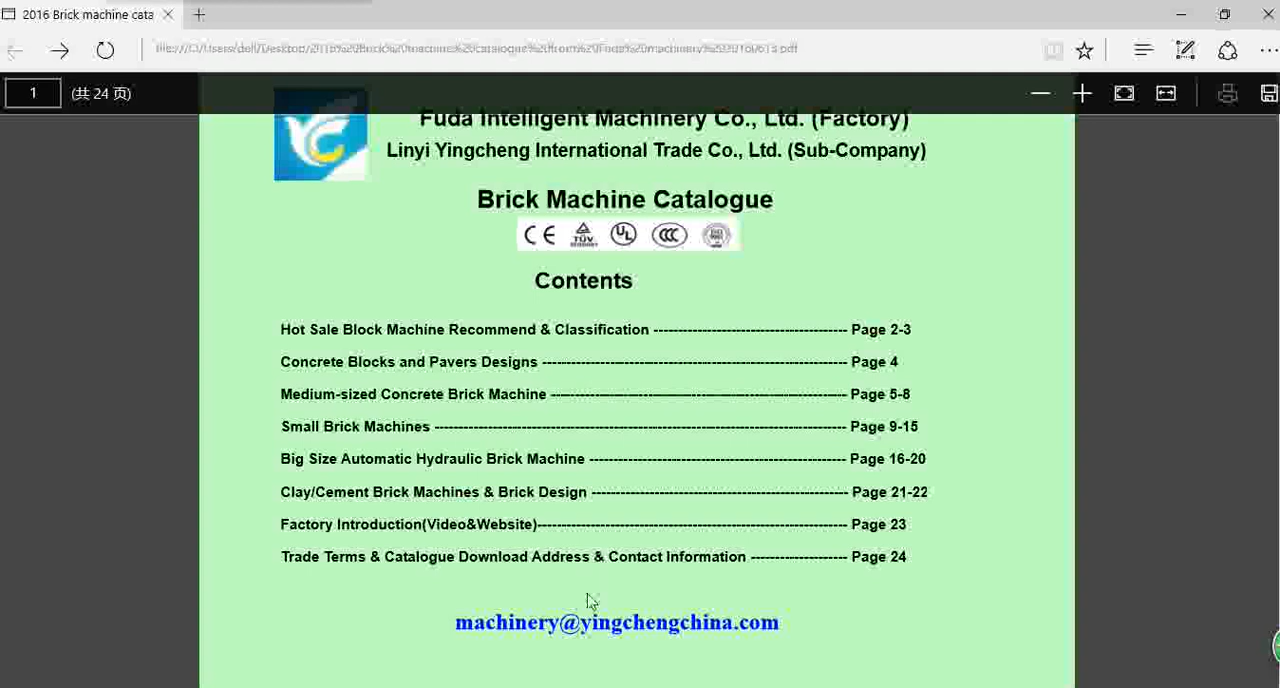 2016 Brick machine cata
1 (共 24 页)
Fuda Intelligent Machinery Co., Ltd. (Factory)
Linyi Yingcheng International Trade Co., Ltd. (Sub-Company)
Brick Machine Catalogue
CE TÜV UL CCC
Contents
Hot Sale Block Machine Recommend & Classification --------------------------------------- Page 2-3
Concrete Blocks and Pavers Designs ------------------------------------------------------------- Page 4
Medium-sized Concrete Brick Machine ----------------------------------------------------------- Page 5-8
Small Brick Machines ---------------------------------------------------------------------------------- Page 9-15
Big Size Automatic Hydraulic Brick Machine --------------------------------------------------- Page 16-20
Clay/Cement Brick Machines & Brick Design --------------------------------------------------- Page 21-22
Factory Introduction(Video&Website)-------------------------------------------------------------- Page 23
Trade Terms & Catalogue Download Address & Contact Information ------------------- Page 24
machinery@yingchengchina.com